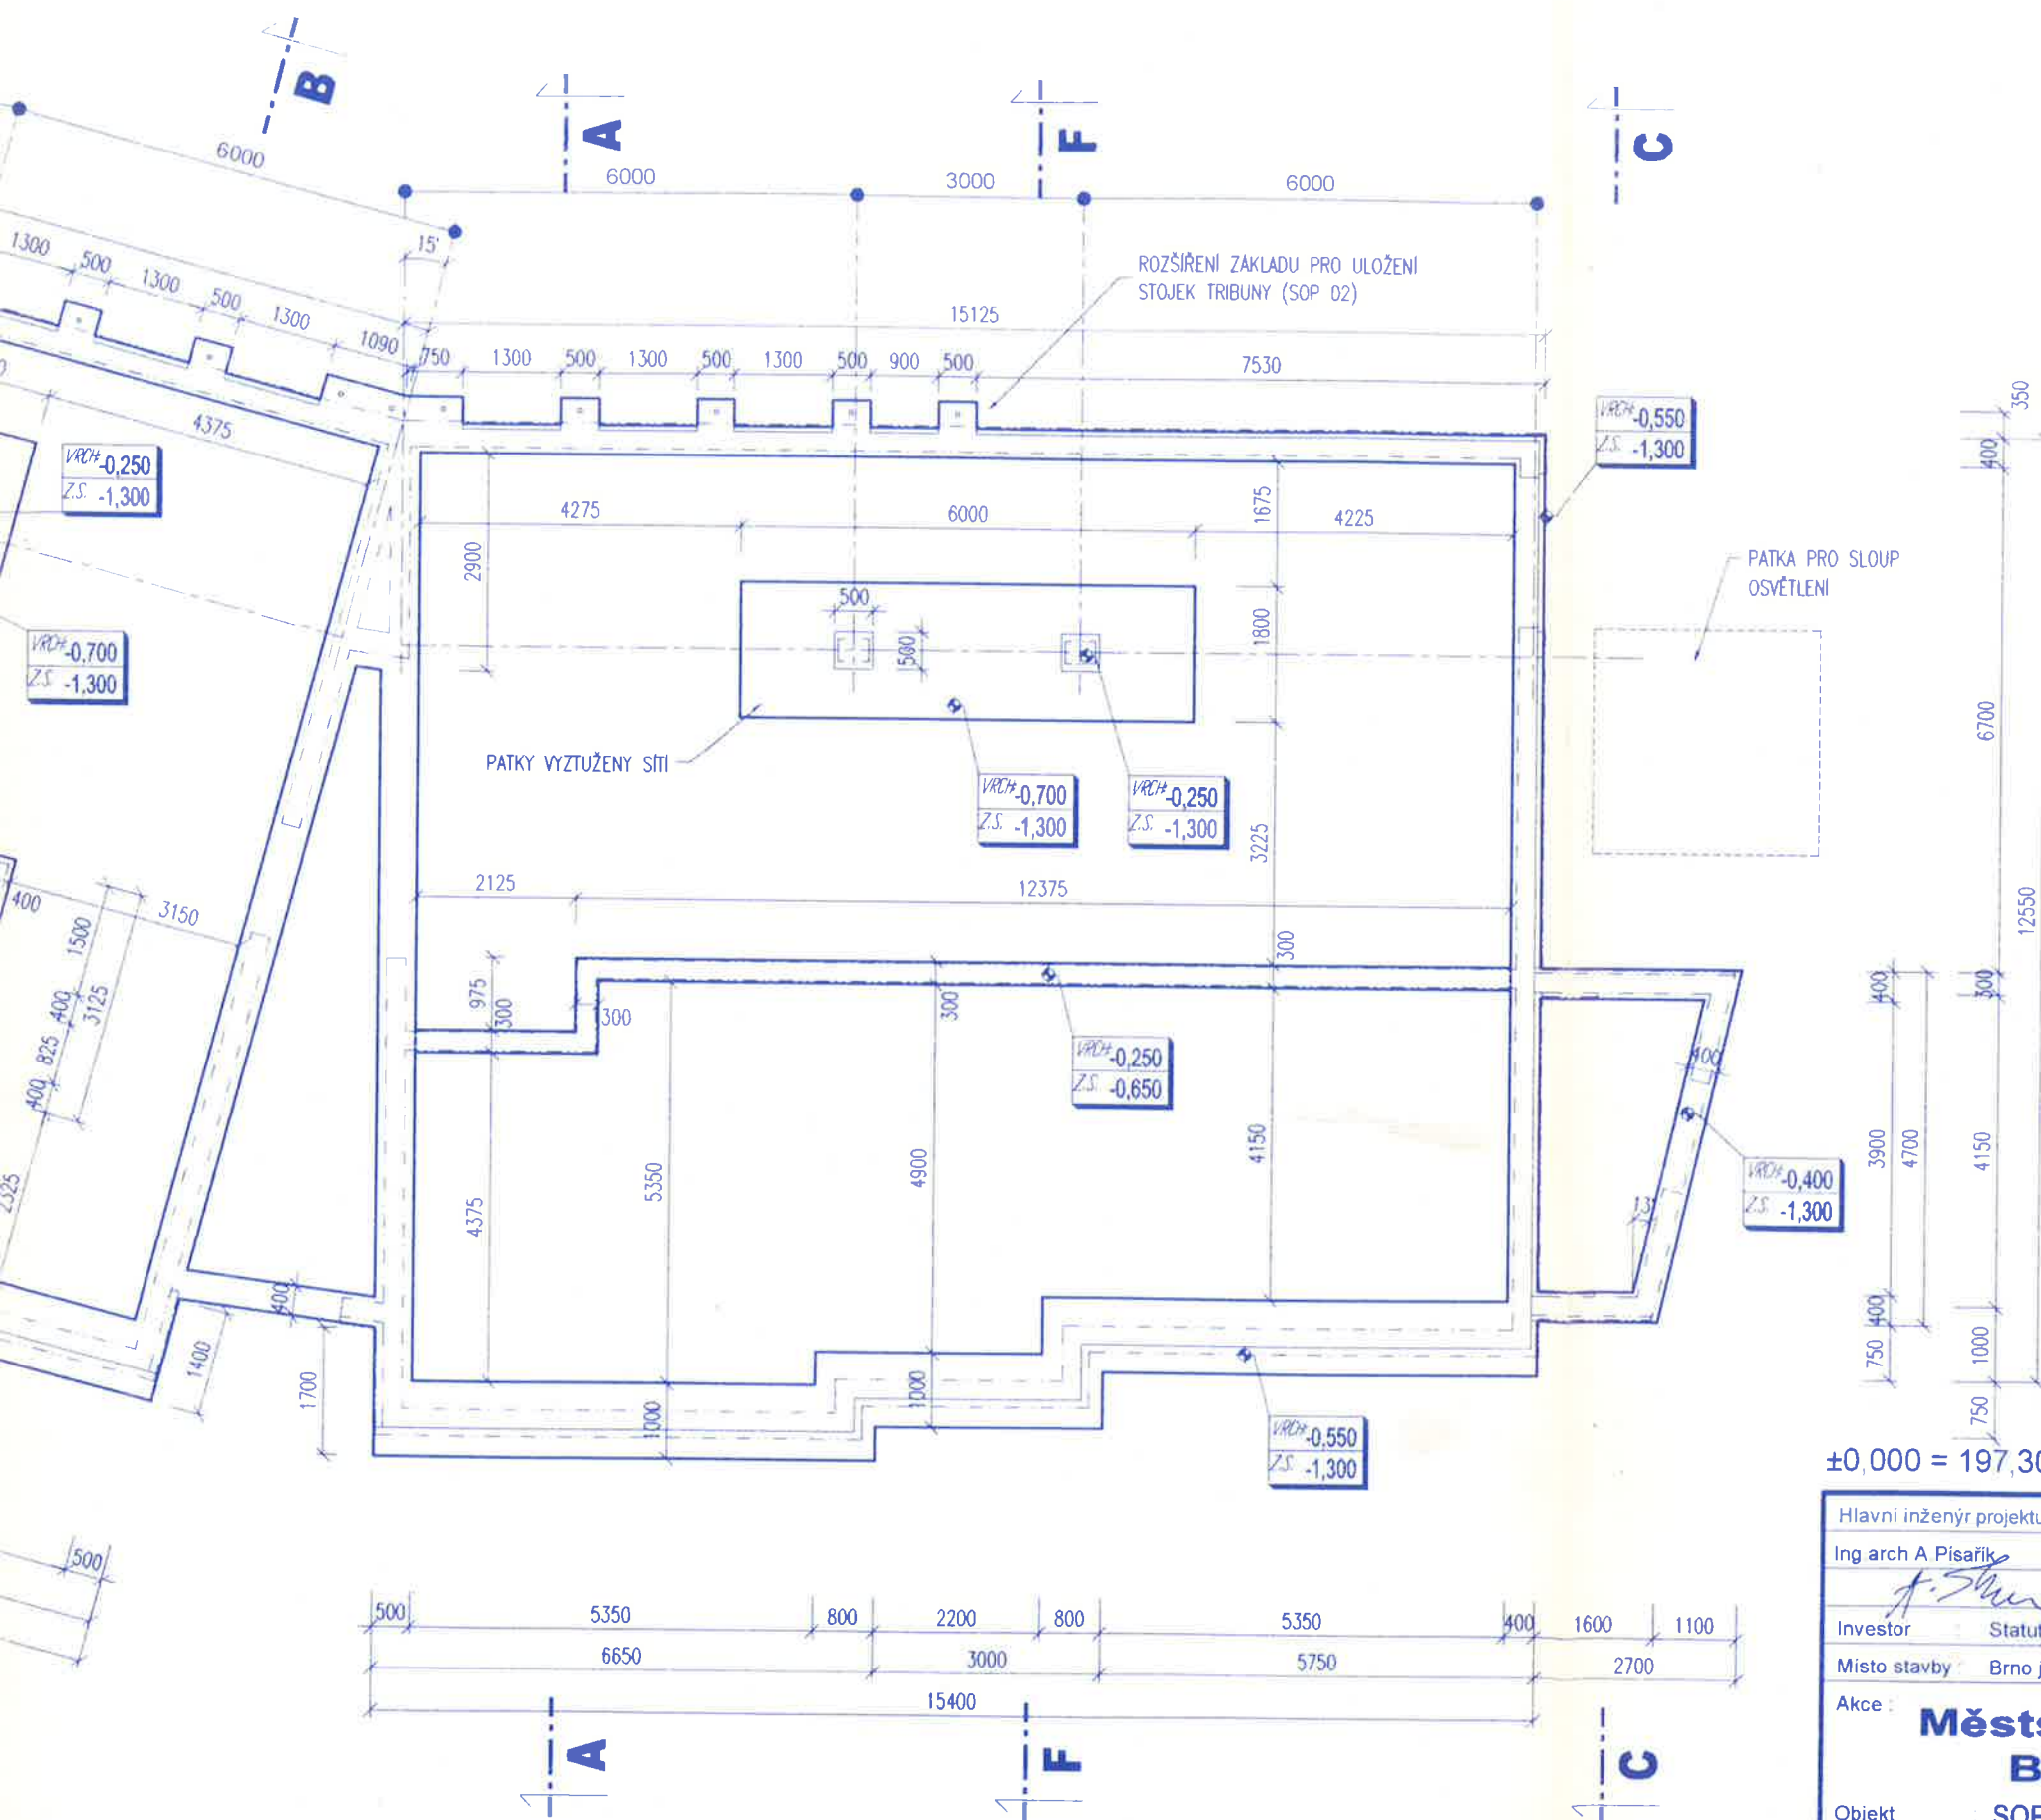 B
A
F
C
6000
6000
3000
6000
15°
ROZŠÍŘENÍ ZÁKLADU PRO ULOŽENÍ
STOJEK TRIBUNY (SOP 02)
15125
1300
500
1300
500
1300
1090
750
1300
500
1300
500
1300
500
900
500
7530
4375
VRCH -0,250
Z.S. -1,300
VRCH -0,550
Z.S. -1,300
350
400
4275
6000
1675
4225
2900
PATKA PRO SLOUP
OSVĚTLENÍ
500
500
1800
VRCH -0,700
Z.S. -1,300
6700
PATKY VYZTUŽENY SÍTÍ
VRCH -0,700
Z.S. -1,300
VRCH -0,250
Z.S. -1,300
3225
2125
12375
400
3150
1500
400
3125
825
400
2325
12550
975
300
300
300
300
400
300
VRCH -0,250
Z.S. -0,650
400
4375
5350
4900
4150
3900
4700
4150
VRCH -0,400
Z.S. -1,300
13°
400
1400
1700
1000
1000
400
750
1000
750
VRCH -0,550
Z.S. -1,300
±0,000 = 197,30
Hlavní inženýr projektu
Ing arch A Písařík
Investor : Statut
Místo stavby : Brno j
Akce :
Městs
B
Objekt
SOP
500
500
5350
800
2200
800
5350
400
1600
1100
6650
3000
5750
2700
15400
A
F
C